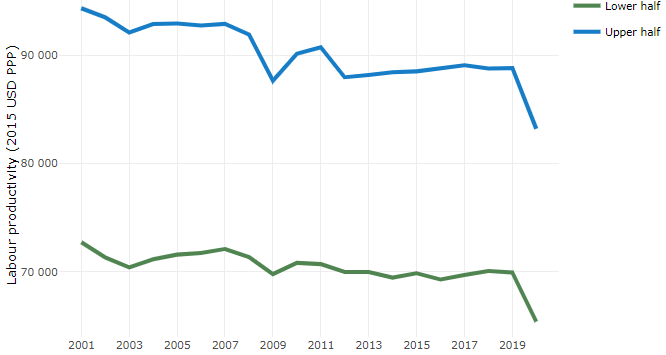 Lower half
Upper half
Labour productivity (2015 USD PPP)
90 000
80 000
70 000
2001 2003 2005 2007 2009 2011 2013 2015 2017 2019